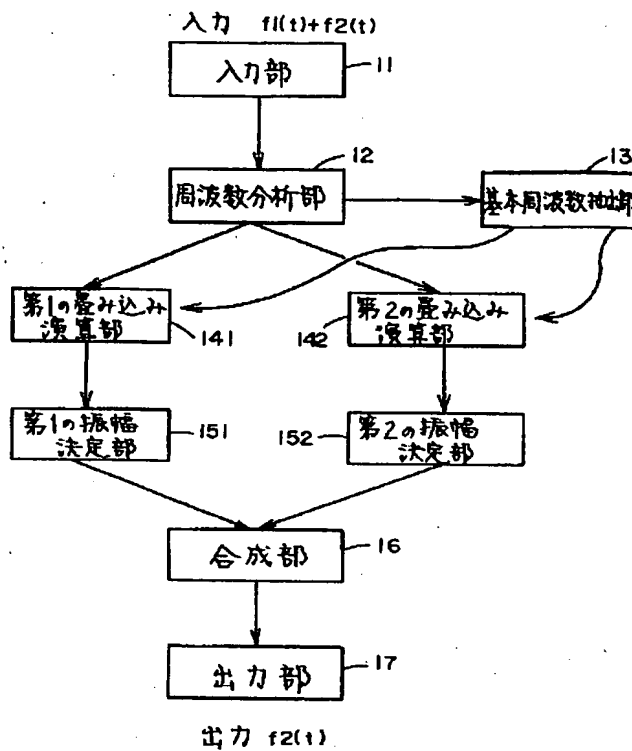 入力 f1(t)+f2(t)
入力部
11
周波数分析部
12
基本周波数抽出部
13
第1の畳み込み
演算部
141
第2の畳み込み
演算部
142
第1の振幅
決定部
151
第2の振幅
決定部
152
合成部
16
出力部
17
出力 f2(t)